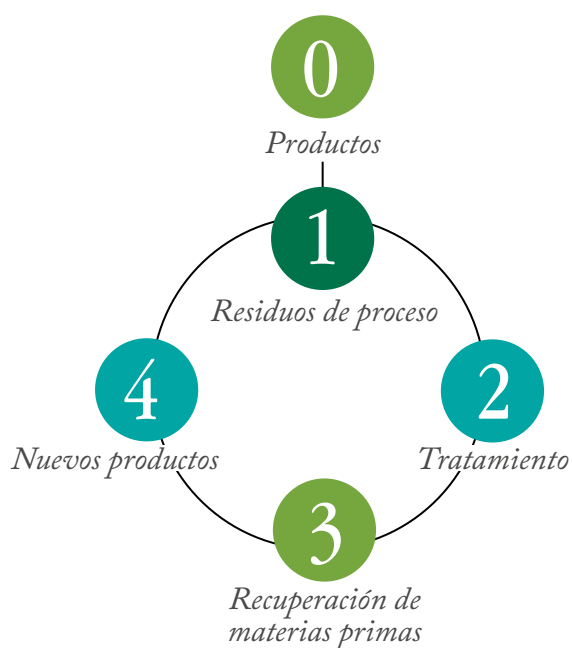 0
Productos
1
Residuos de proceso
2
Tratamiento
3
Recuperación de
materias primas
4
Nuevos productos